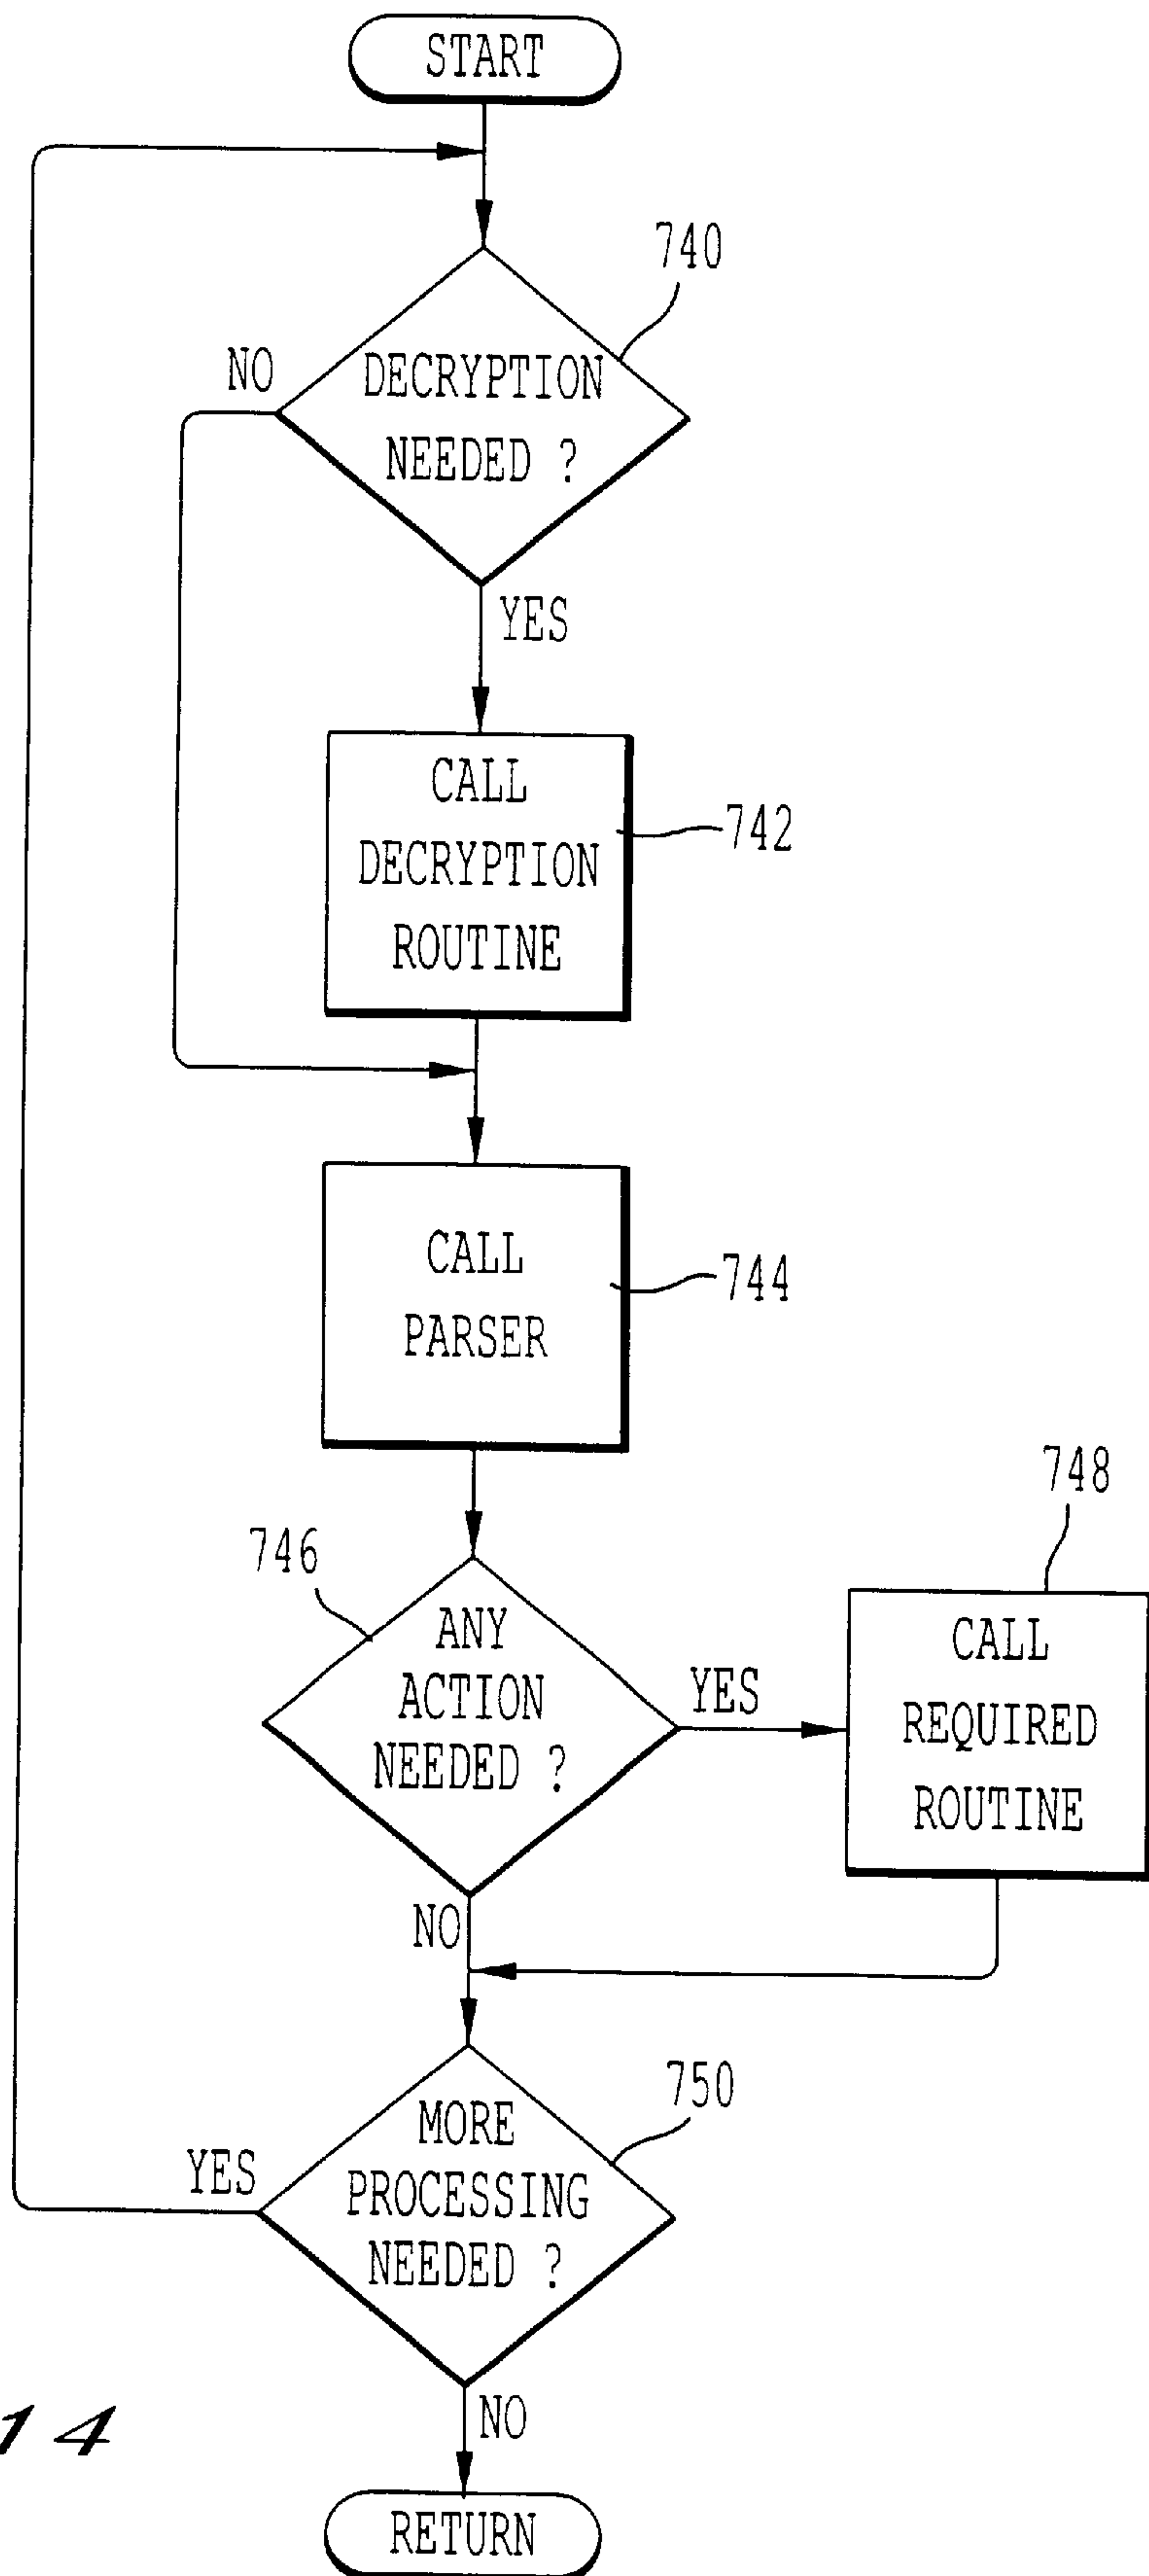 START
740
NO
DECRYPTION
NEEDED ?
YES
CALL
DECRYPTION
ROUTINE
742
CALL
PARSER
744
746
ANY
ACTION
NEEDED ?
YES
748
CALL
REQUIRED
ROUTINE
NO
750
MORE
PROCESSING
NEEDED ?
YES
NO
14
RETURN